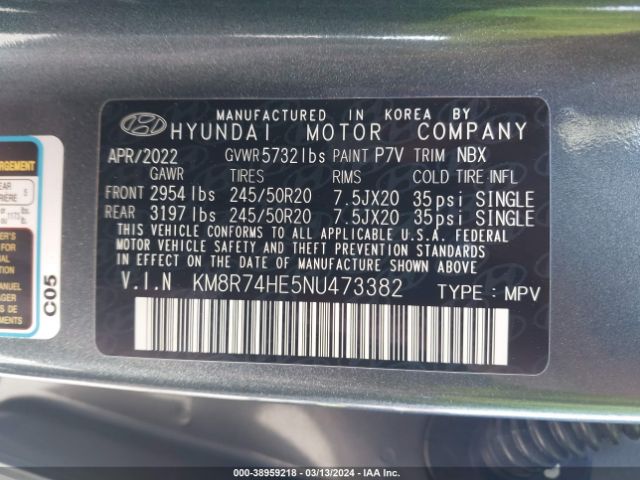 MANUFACTURED IN KOREA BY
HYUNDAI MOTOR COMPANY
APR/2022 GVWR 5732 lbs PAINT P7V TRIM NBX
GAWR TIRES RIMS COLD TIRE INFL
FRONT 2954 lbs 245/50R20 7.5JX20 35 psi SINGLE
REAR 3197 lbs 245/50R20 7.5JX20 35 psi SINGLE
THIS VEHICLE CONFORMS TO ALL APPLICABLE U.S.A. FEDERAL
MOTOR VEHICLE SAFETY AND THEFT PREVENTION STANDARDS
IN EFFECT ON THE DATE OF MANUFACTURE SHOWN ABOVE.
V.I.N KM8R74HE5NU473382 TYPE : MPV
C05
00-38959218 - 03/13/2024 - IAA Inc.